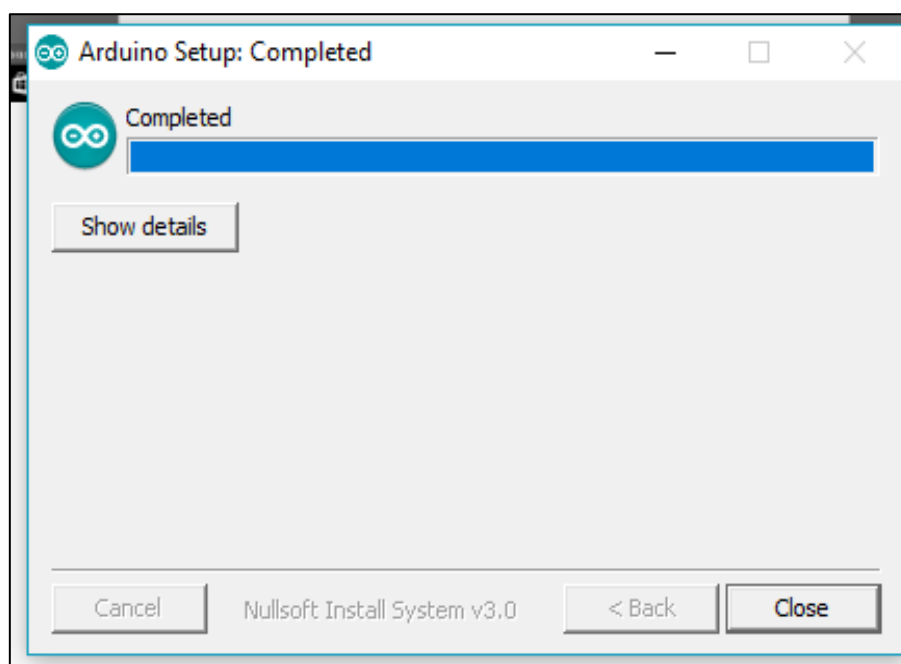 Arduino Setup: Completed
Completed
Show details
Cancel Nullsoft Install System v3.0 < Back Close